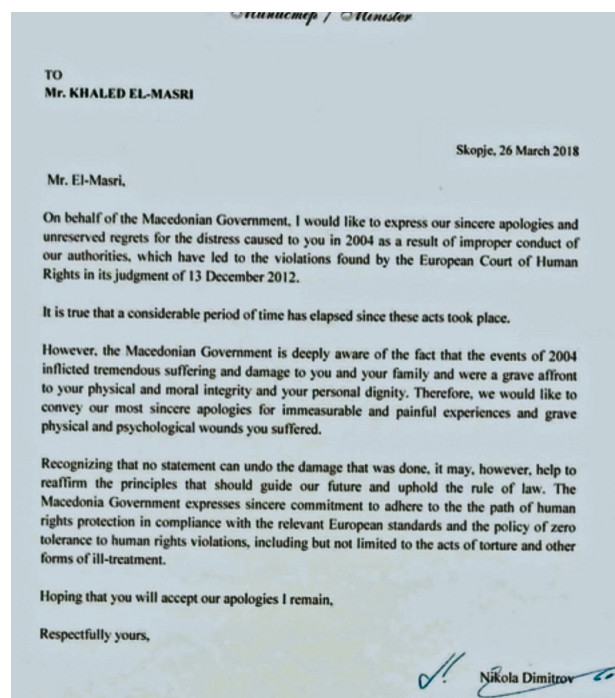 Министер / Minister
TO
Mr. KHALED EL-MASRI
Skopje, 26 March 2018
Mr. El-Masri,
On behalf of the Macedonian Government, I would like to express our sincere apologies and
unreserved regrets for the distress caused to you in 2004 as a result of improper conduct of
our authorities, which have led to the violations found by the European Court of Human
Rights in its judgment of 13 December 2012.
It is true that a considerable period of time has elapsed since these acts took place.
However, the Macedonian Government is deeply aware of the fact that the events of 2004
inflicted tremendous suffering and damage to you and your family and were a grave affront
to your physical and moral integrity and your personal dignity. Therefore, we would like to
convey our most sincere apologies for immeasurable and painful experiences and grave
physical and psychological wounds you suffered.
Recognizing that no statement can undo the damage that was done, it may, however, help to
reaffirm the principles that should guide our future and uphold the rule of law. The
Macedonia Government expresses sincere commitment to adhere to the the path of human
rights protection in compliance with the relevant European standards and the policy of zero
tolerance to human rights violations, including but not limited to the acts of torture and other
forms of ill-treatment.
Hoping that you will accept our apologies I remain,
Respectfully yours,
Nikola Dimitrov